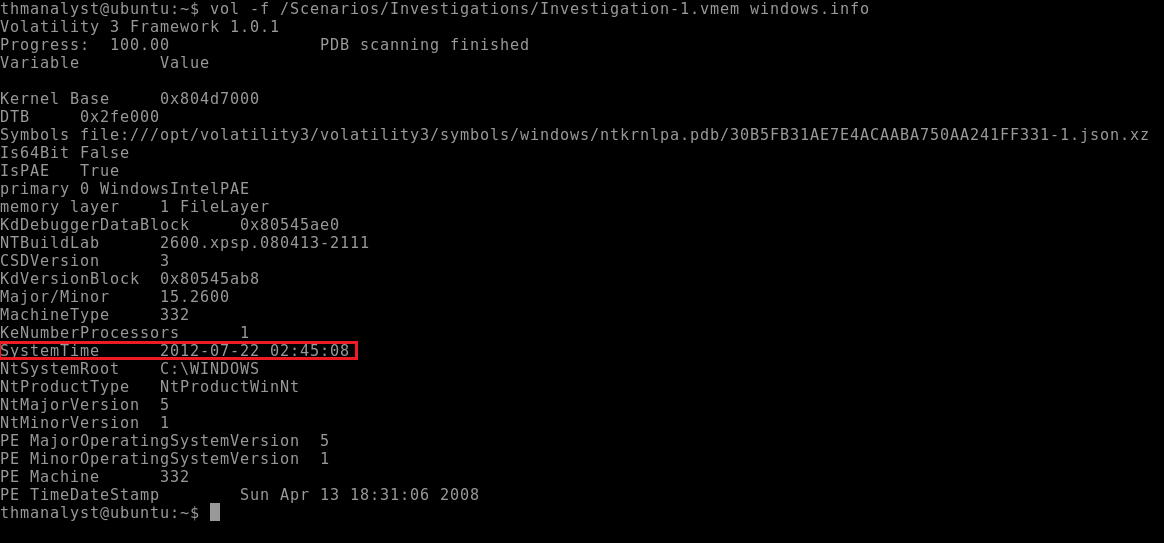 thmanalyst@ubuntu:~$ vol -f /Scenarios/Investigations/Investigation-1.vmem windows.info
Volatility 3 Framework 1.0.1
Progress:  100.00               PDB scanning finished
Variable        Value

Kernel Base     0x804d7000
DTB     0x2fe000
Symbols file:///opt/volatility3/volatility3/symbols/windows/ntkrnlpa.pdb/30B5FB31AE7E4ACAABA750AA241FF331-1.json.xz
Is64Bit False
IsPAE   True
primary 0 WindowsIntelPAE
memory_layer    1 FileLayer
KdDebuggerDataBlock     0x80545ae0
NTBuildLab      2600.xpsp.080413-2111
CSDVersion      3
KdVersionBlock  0x80545ab8
Major/Minor     15.2600
MachineType     332
KeNumberProcessors      1
SystemTime      2012-07-22 02:45:08
NtSystemRoot    C:\WINDOWS
NtProductType   NtProductWinNt
NtMajorVersion  5
NtMinorVersion  1
PE MajorOperatingSystemVersion  5
PE MinorOperatingSystemVersion  1
PE Machine      332
PE TimeDateStamp        Sun Apr 13 18:31:06 2008
thmanalyst@ubuntu:~$